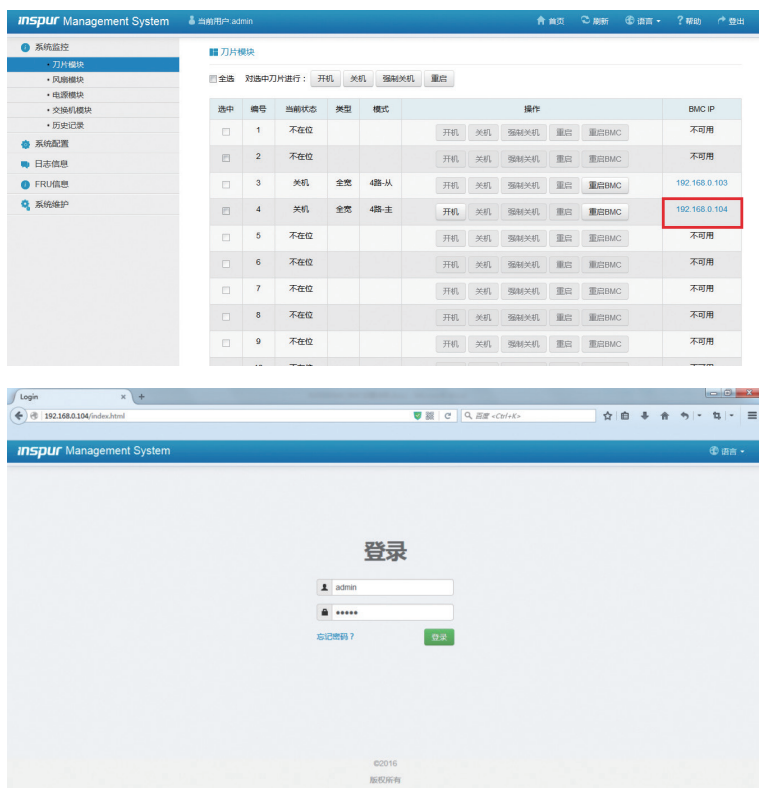 inspur Management System 当前用户:admin 首页 刷新 语言 帮助 登出
系统监控
刀片模块
风扇模块
电源模块
交换机模块
历史记录
系统配置
日志信息
FRU信息
系统维护
刀片模块
全选 对选中刀片进行： 开机 关机 强制关机 重启
选中 编号 当前状态 类型 模式 操作 BMC IP
1 不在位 开机 关机 强制关机 重启 重启BMC 不可用
2 不在位 开机 关机 强制关机 重启 重启BMC 不可用
3 关机 全宽 4路-从 开机 关机 强制关机 重启 重启BMC 192.168.0.103
4 关机 全宽 4路-主 开机 关机 强制关机 重启 重启BMC 192.168.0.104
5 不在位 开机 关机 强制关机 重启 重启BMC 不可用
6 不在位 开机 关机 强制关机 重启 重启BMC 不可用
7 不在位 开机 关机 强制关机 重启 重启BMC 不可用
8 不在位 开机 关机 强制关机 重启 重启BMC 不可用
9 不在位 开机 关机 强制关机 重启 重启BMC 不可用
Login
192.168.0.104/index.html 百度 <Ctrl+K>
inspur Management System 语言
登录
admin
忘记密码？ 登录
©2016
版权所有